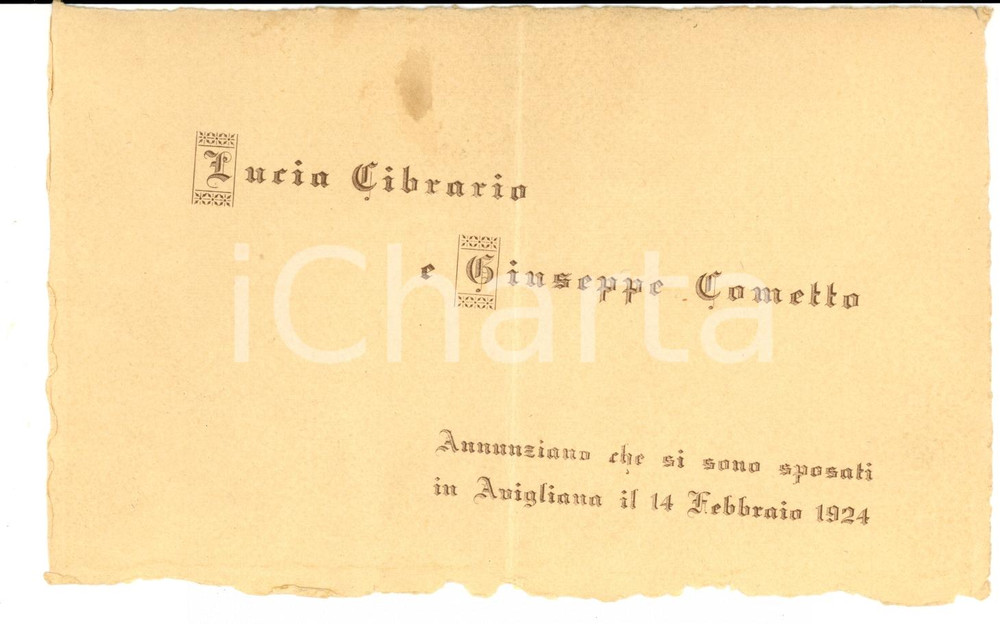 Lucia Cibrario
e Giuseppe Cometto
iCharta
Annunziano che si sono sposati
in Avigliana il 14 Febbraio 1924